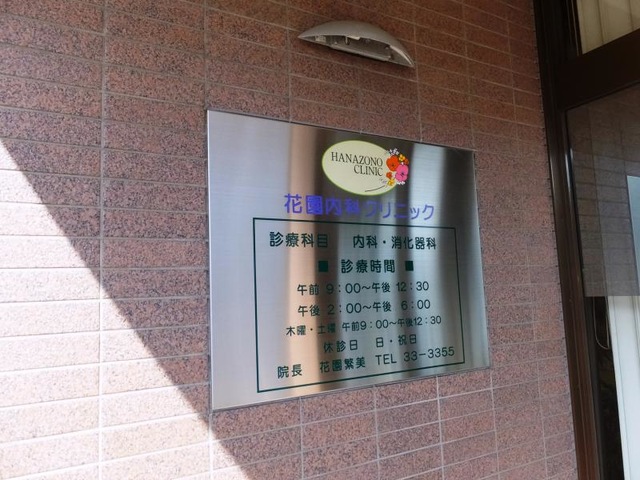 HANAZONO
CLINIC
花園内科クリニック
診療科目 内科・消化器科
■ 診療時間 ■
午前 9：00～午後 12：30
午後 2：00～午後 6：00
木曜・土曜 午前9：00～午後12：30
休診日 日・祝日
院長 花園繁美 TEL 33-3355